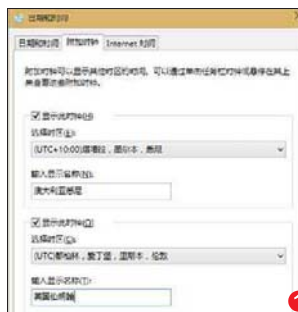 日期和时间
日期和时间 附加时钟 Internet 时间
附加时钟可以显示其他时区的时间。可以通过单击任务栏时钟或悬停在其上
来查看这些附加时钟。
显示此时钟(H)
选择时区(E):
(UTC+10:00)堪培拉，墨尔本，悉尼
输入显示名称(N):
澳大利亚悉尼
显示此时钟(O)
选择时区(C):
(UTC)都柏林，爱丁堡，里斯本，伦敦
输入显示名称(T):
英国伦敦